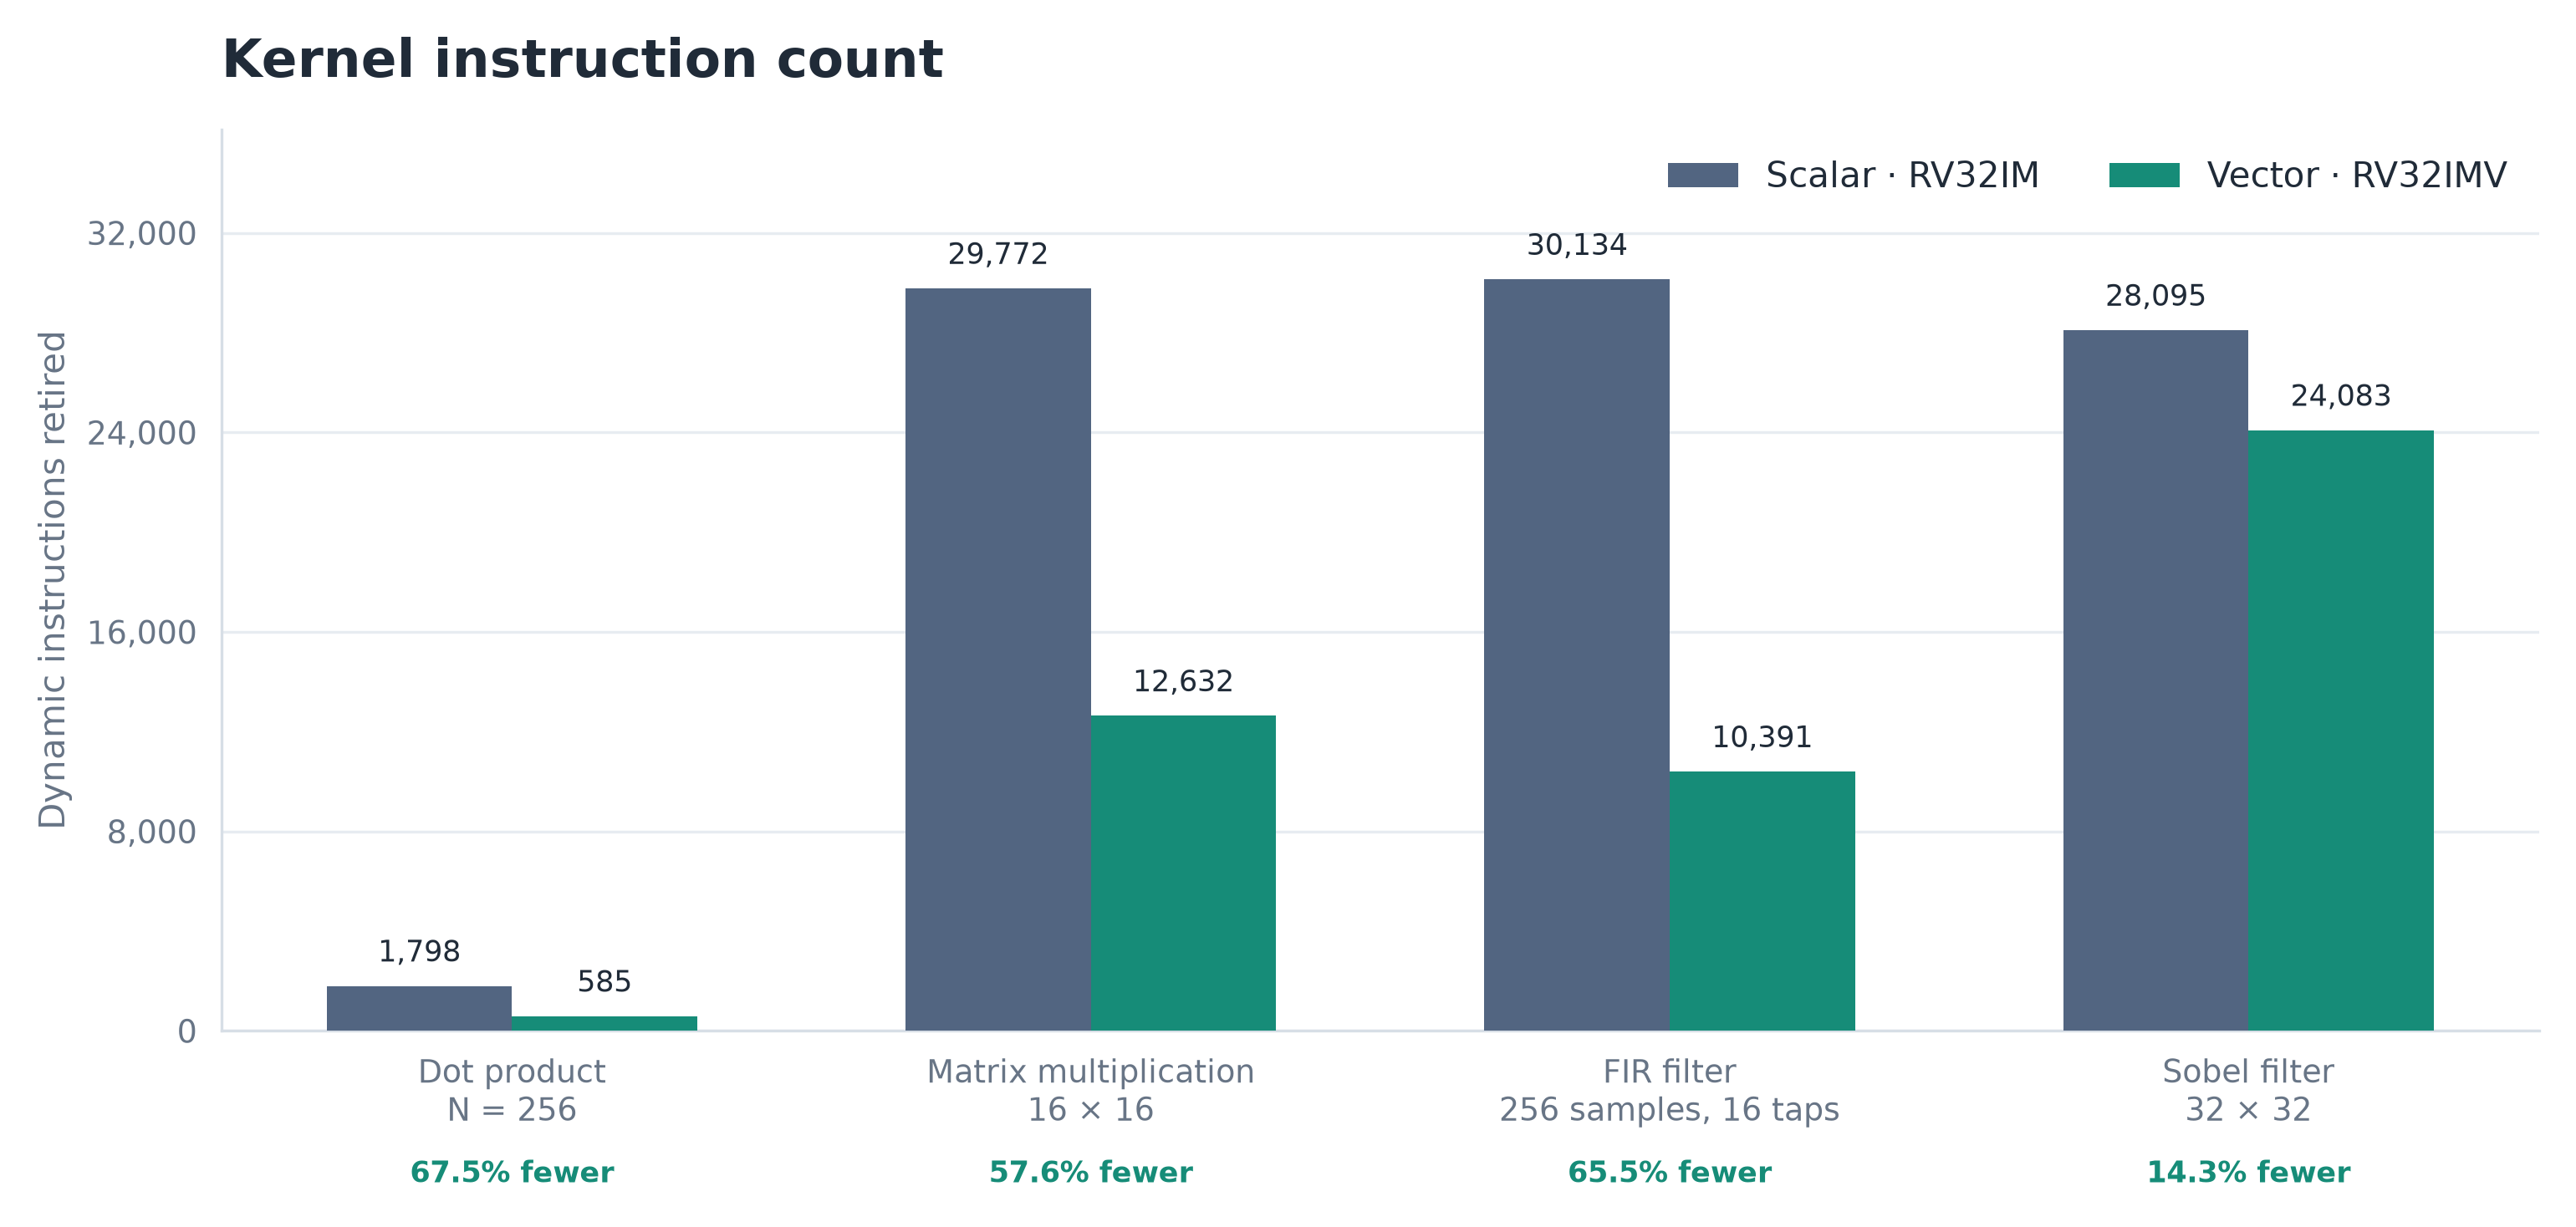 Kernel instruction count
Scalar · RV32IM
Vector · RV32IMV
Dynamic instructions retired
32,000
24,000
16,000
8,000
0
1,798
585
29,772
12,632
30,134
10,391
28,095
24,083
Dot product
N = 256
67.5% fewer
Matrix multiplication
16 × 16
57.6% fewer
FIR filter
256 samples, 16 taps
65.5% fewer
Sobel filter
32 × 32
14.3% fewer